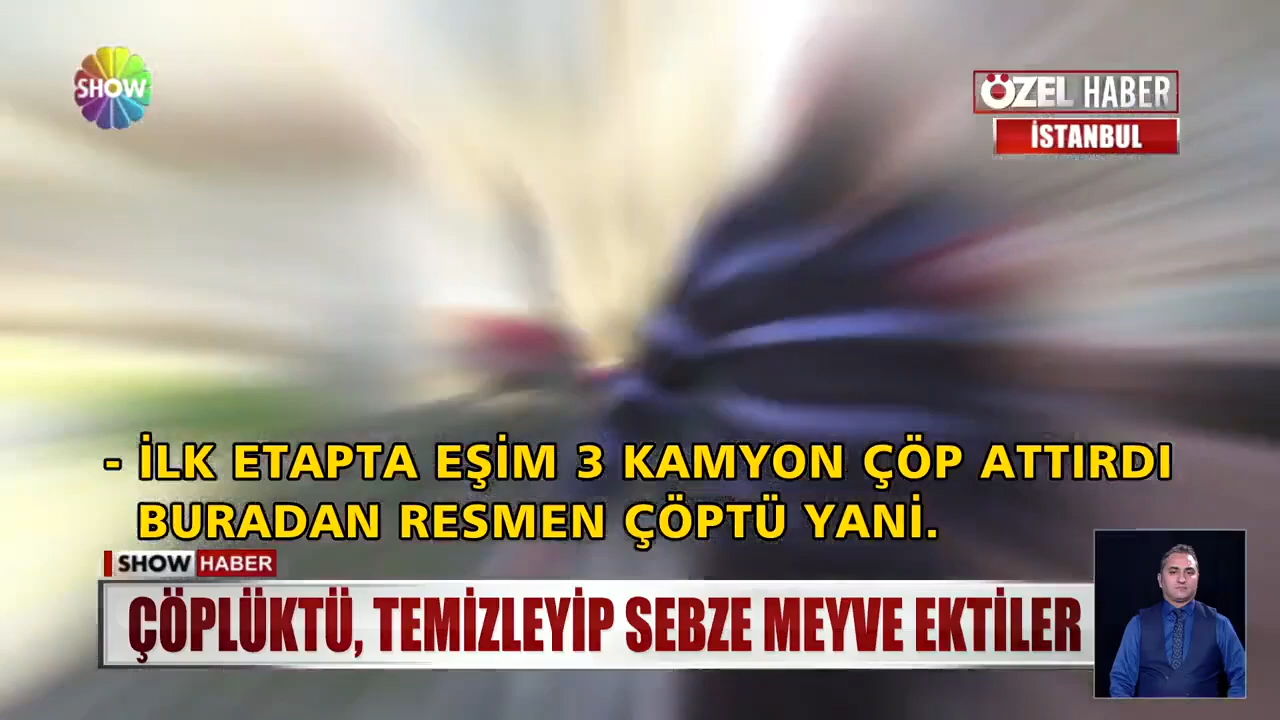 SHOW
ÖZEL HABER
İSTANBUL
- İLK ETAPTA EŞİM 3 KAMYON ÇÖP ATTIRDI
BURADAN RESMEN ÇÖPTÜ YANİ.
SHOW HABER
ÇÖPLÜKTÜ, TEMİZLEYİP SEBZE MEYVE EKTİLER